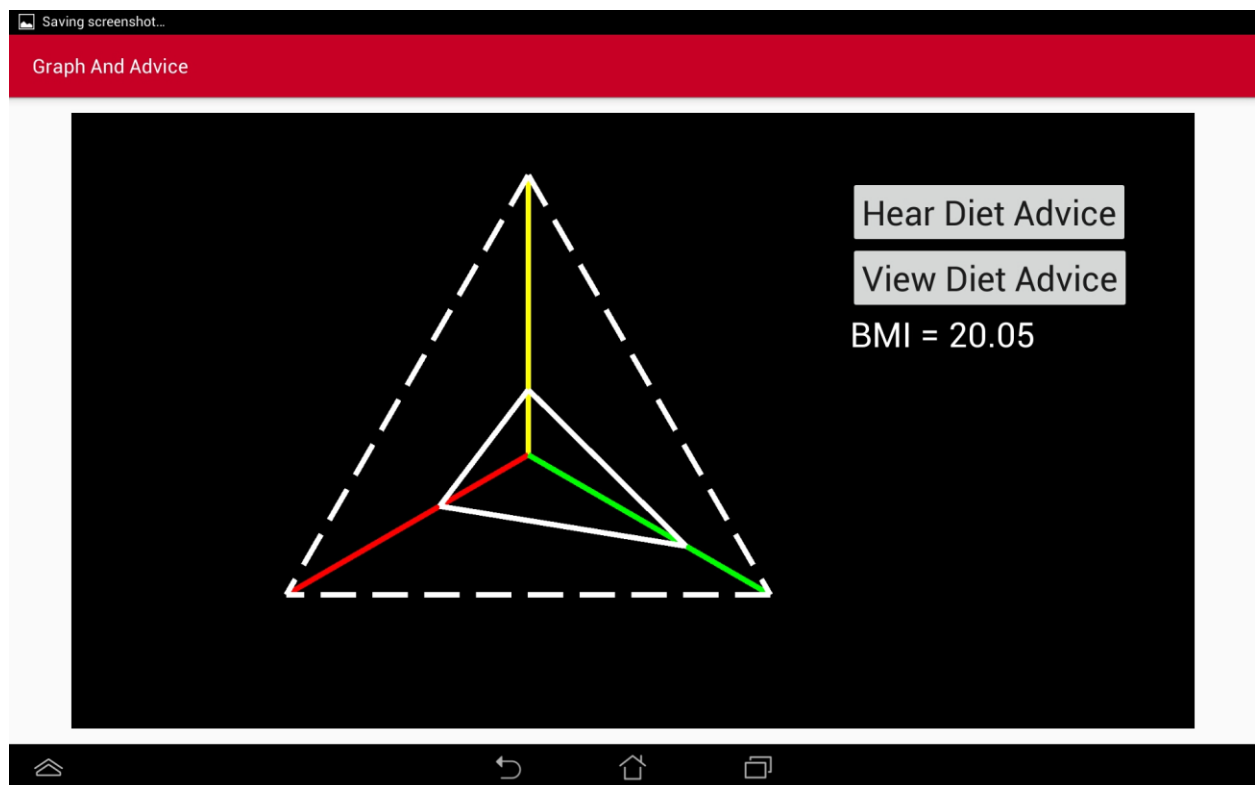 Saving screenshot...
Graph And Advice
Hear Diet Advice
View Diet Advice
BMI = 20.05